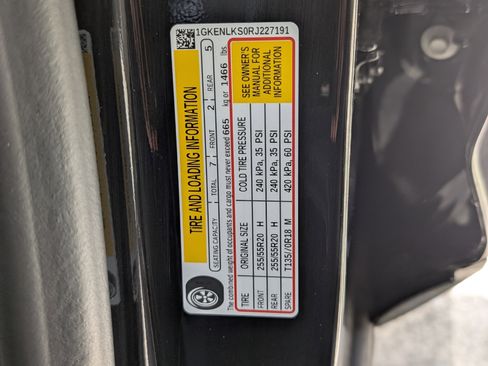 1GKENLKS0RJ227191
TIRE AND LOADING INFORMATION
SEATING CAPACITY TOTAL 7 FRONT 2 REAR 5
The combined weight of occupants and cargo must never exceed 665 kg or 1466 lbs
TIRE ORIGINAL SIZE COLD TIRE PRESSURE
FRONT 255/55R20 H 240 kPa, 35 PSI
REAR 255/55R20 H 240 kPa, 35 PSI
SPARE T135//0R18 M 420 kPa, 60 PSI
SEE OWNER'S
MANUAL FOR
ADDITIONAL
INFORMATION